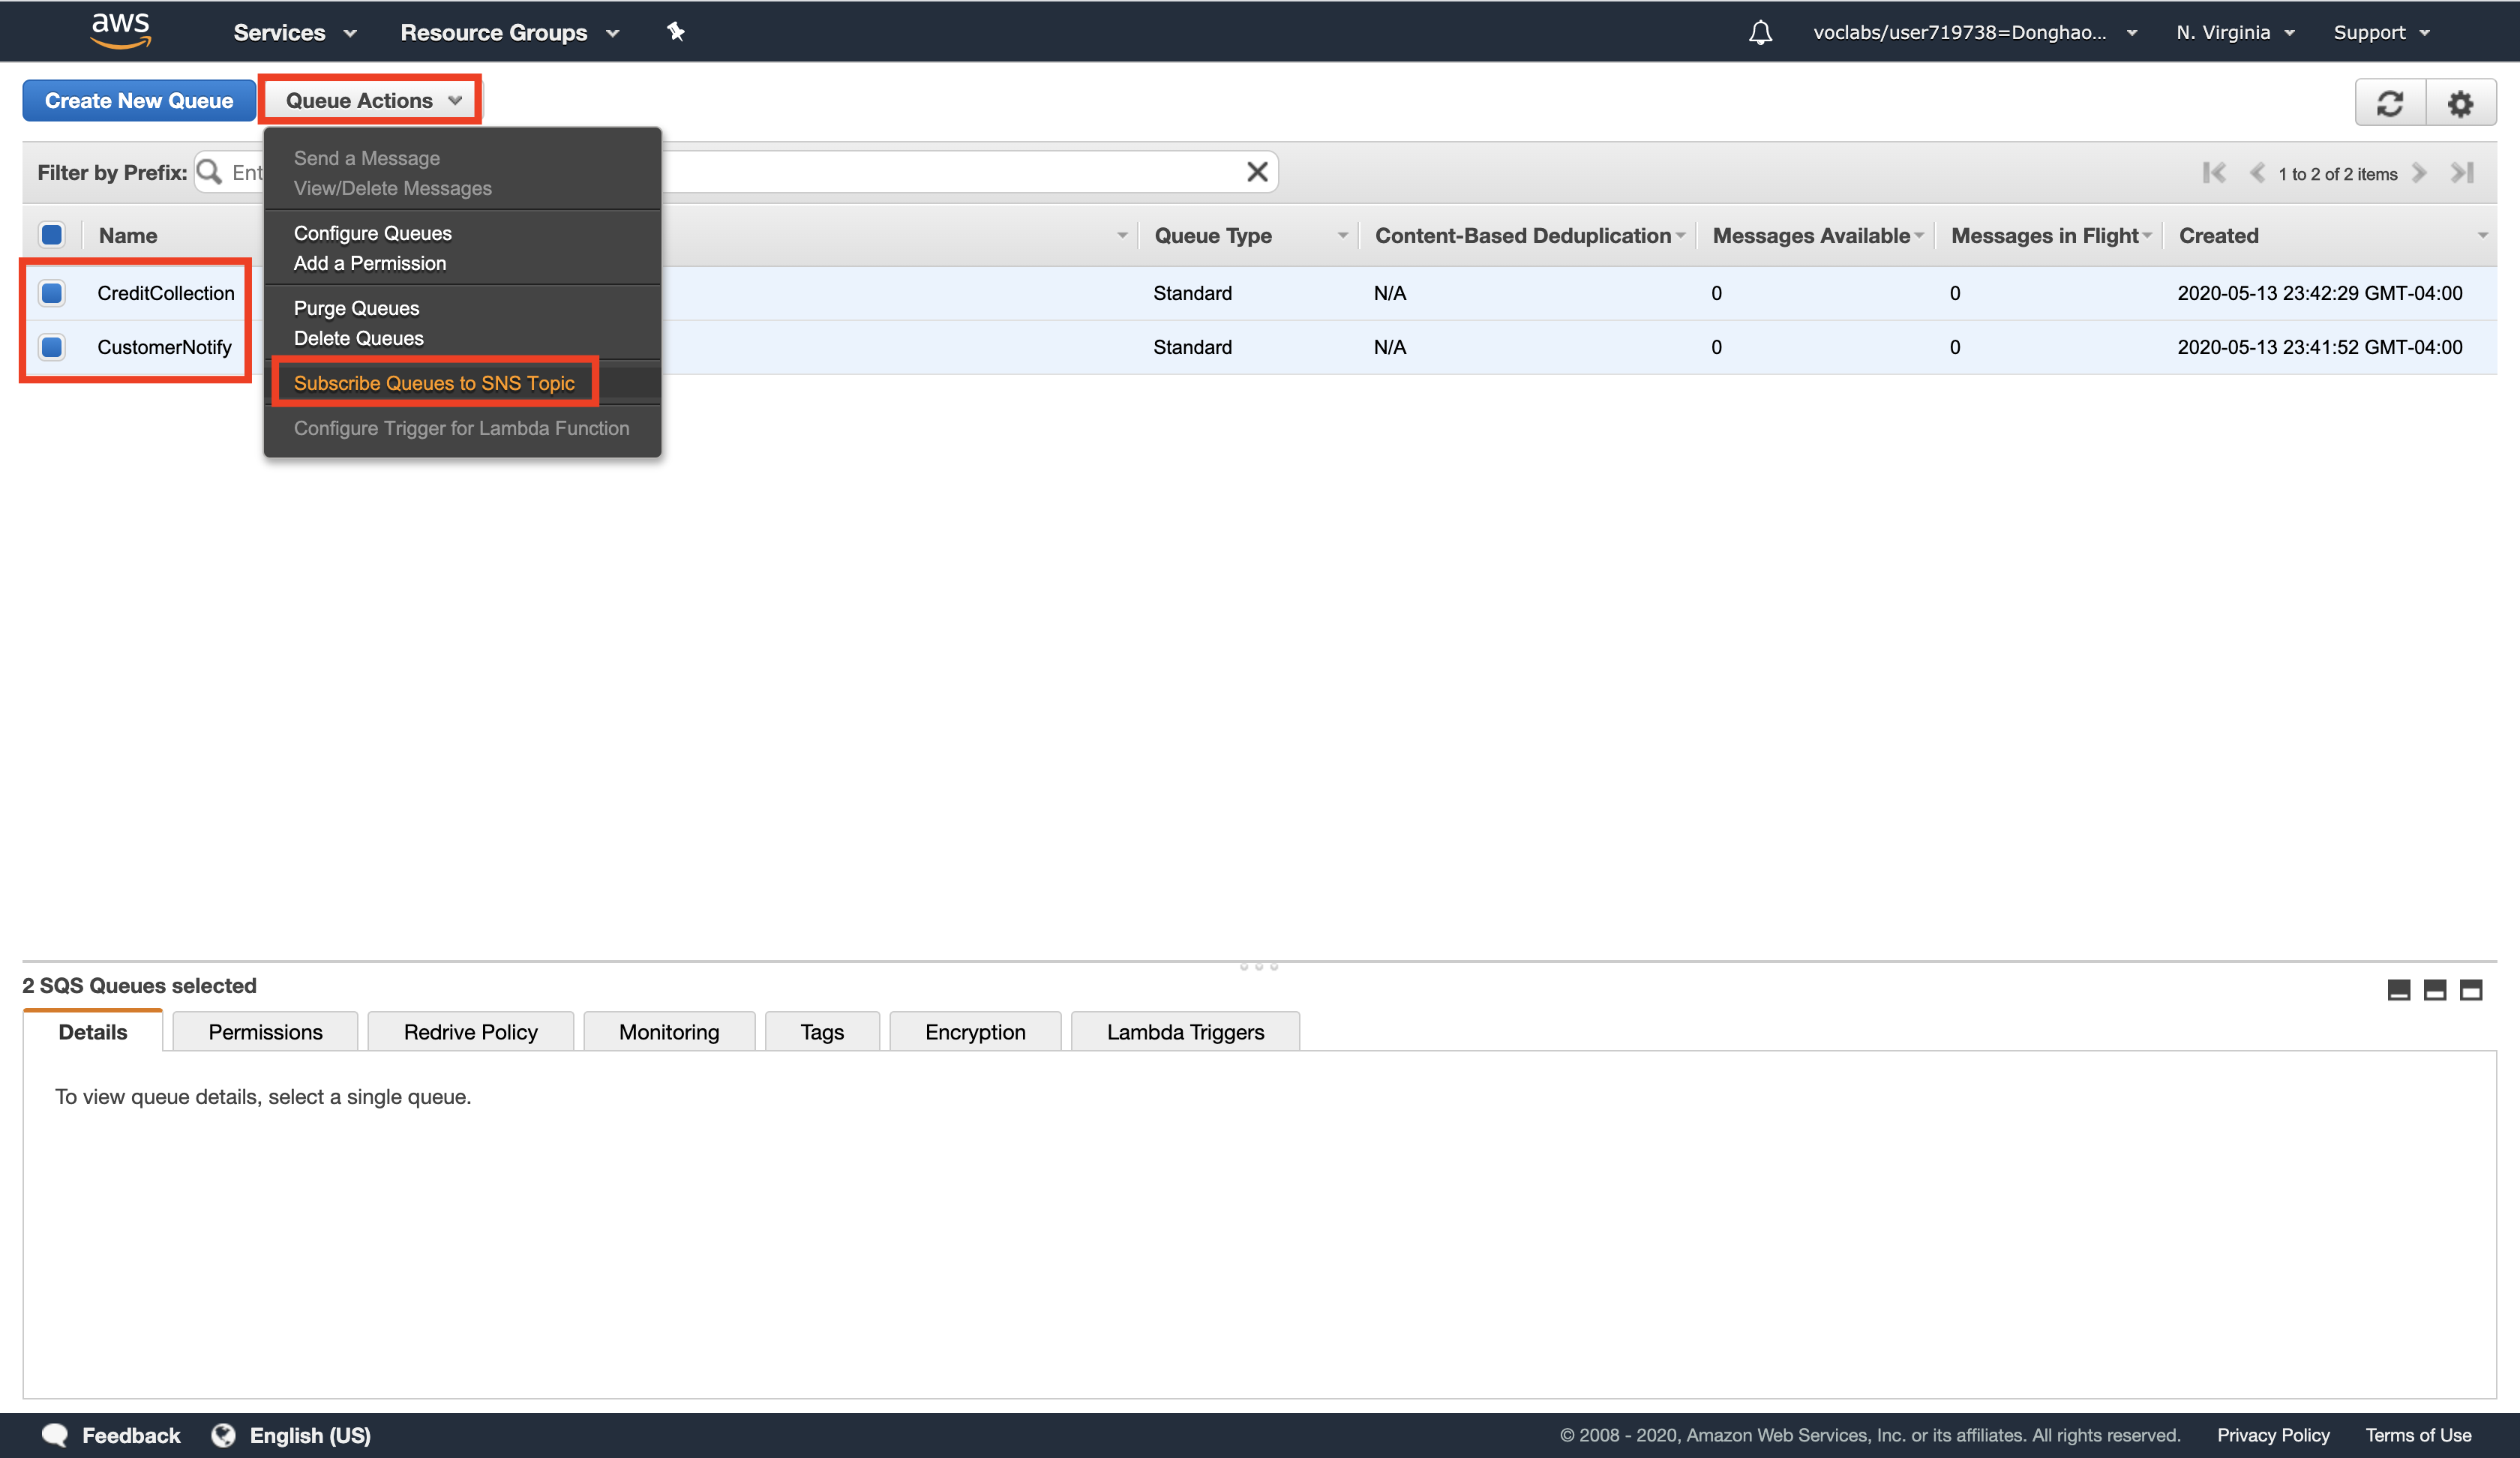 aws Services Resource Groups voclabs/user719738=Donghao... N. Virginia Support
Create New Queue Queue Actions
Filter by Prefix: Ent 1 to 2 of 2 items
Send a Message
View/Delete Messages
Configure Queues
Add a Permission
Purge Queues
Delete Queues
Subscribe Queues to SNS Topic
Configure Trigger for Lambda Function
Name Queue Type Content-Based Deduplication Messages Available Messages in Flight Created
CreditCollection Standard N/A 0 0 2020-05-13 23:42:29 GMT-04:00
CustomerNotify Standard N/A 0 0 2020-05-13 23:41:52 GMT-04:00
2 SQS Queues selected
Details Permissions Redrive Policy Monitoring Tags Encryption Lambda Triggers
To view queue details, select a single queue.
Feedback English (US) © 2008 - 2020, Amazon Web Services, Inc. or its affiliates. All rights reserved. Privacy Policy Terms of Use